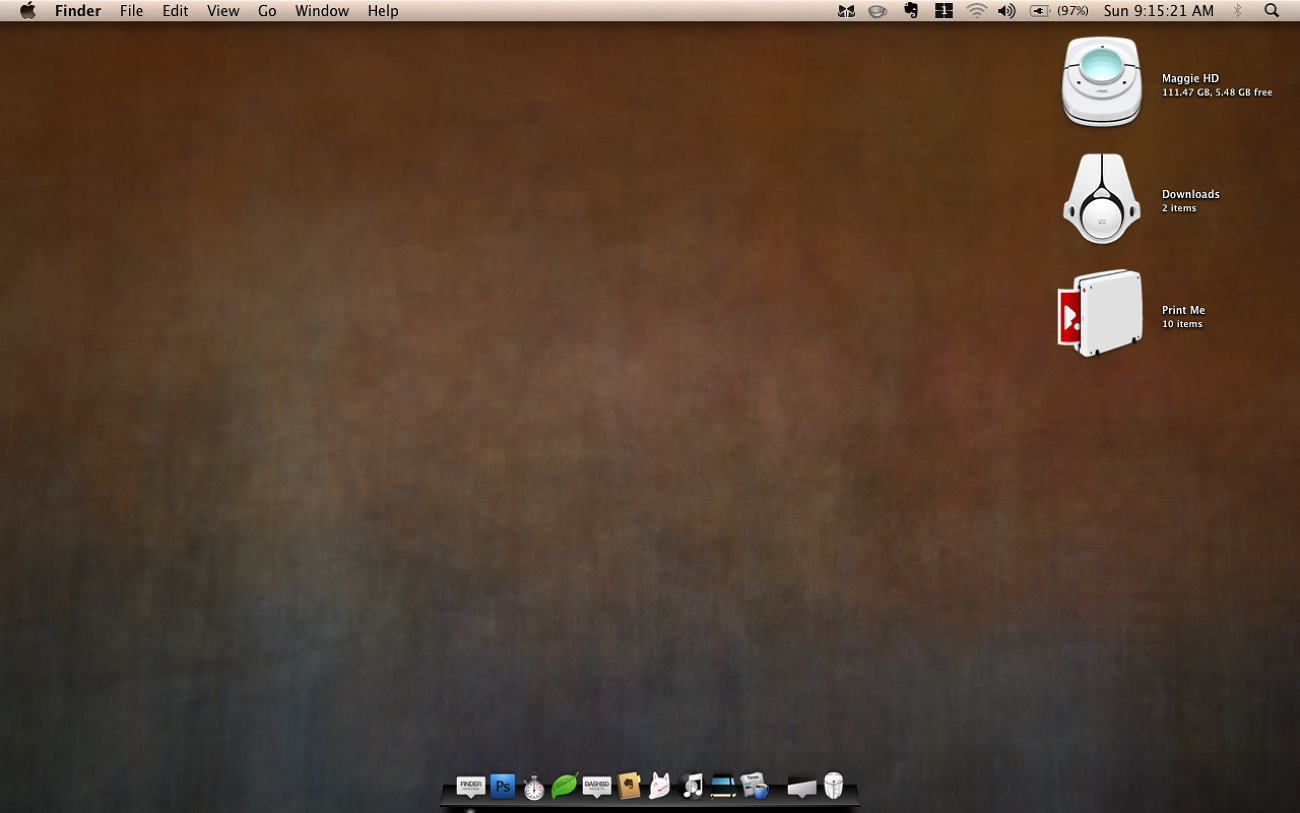 Finder File Edit View Go Window Help 1 (97%) Sun 9:15:21 AM
Maggie HD
111.47 GB, 5.48 GB free
Downloads
2 items
Print Me
10 items
FINDER
Ps
DASHBD